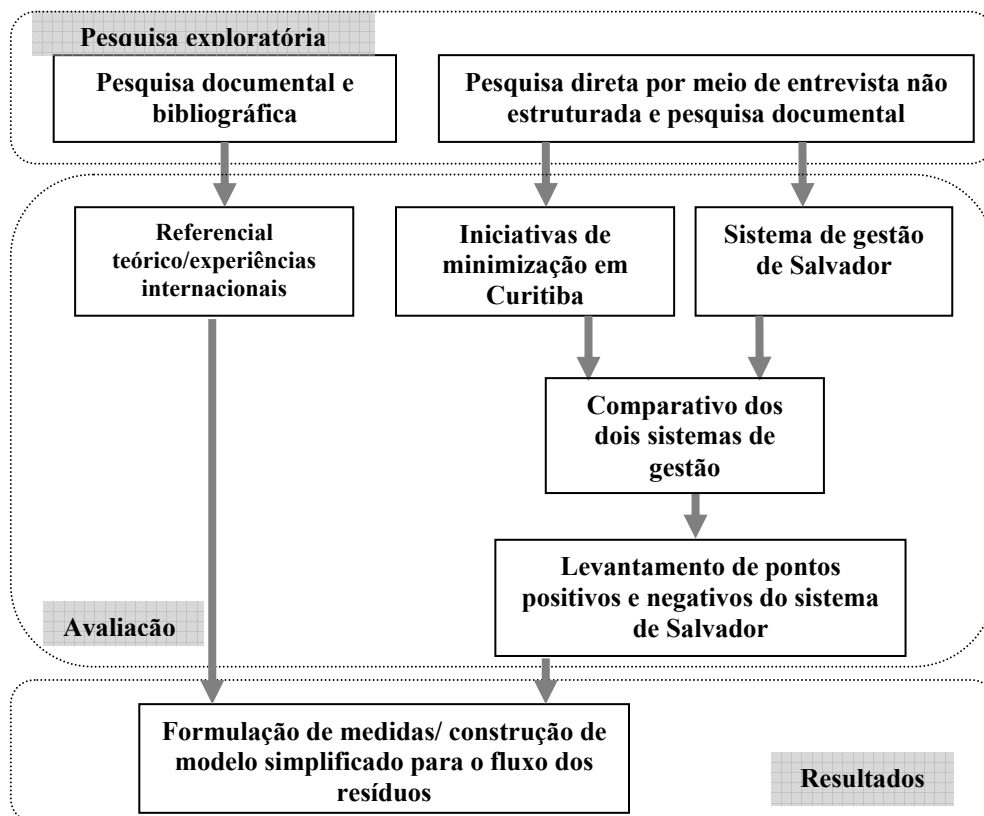 Pesquisa exploratória
Pesquisa documental e
bibliográfica
Pesquisa direta por meio de entrevista não
estruturada e pesquisa documental
Referencial
teórico/experiências
internacionais
Iniciativas de
minimização em
Curitiba
Sistema de gestão
de Salvador
Comparativo dos
dois sistemas de
gestão
Levantamento de pontos
positivos e negativos do sistema
de Salvador
Avaliação
Formulação de medidas/ construção de
modelo simplificado para o fluxo dos
resíduos
Resultados